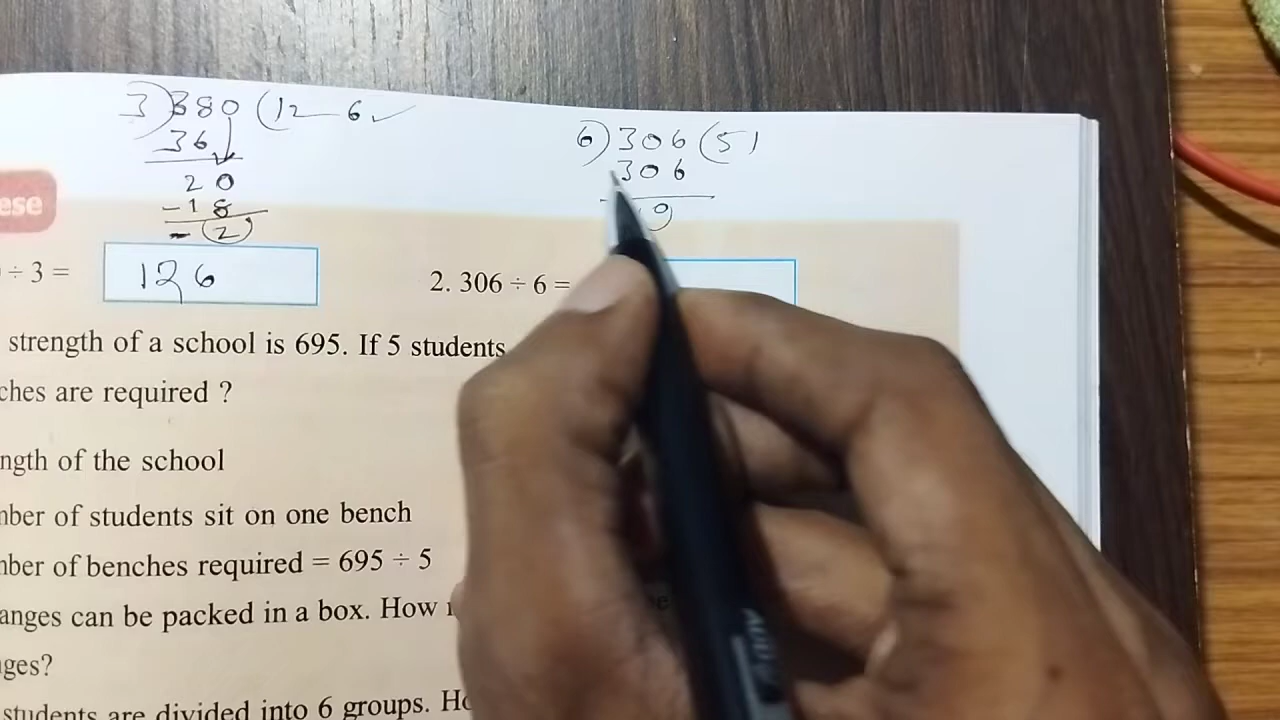 3)380(12 6 ✓
36
20
-18
- 2
6)306(51
306
0
ese
÷ 3 = 126
2. 306 ÷ 6 =
strength of a school is 695. If 5 students
ches are required ?
ngth of the school
nber of students sit on one bench
nber of benches required = 695 ÷ 5
anges can be packed in a box. How
ges?
students are divided into 6 groups. Ho